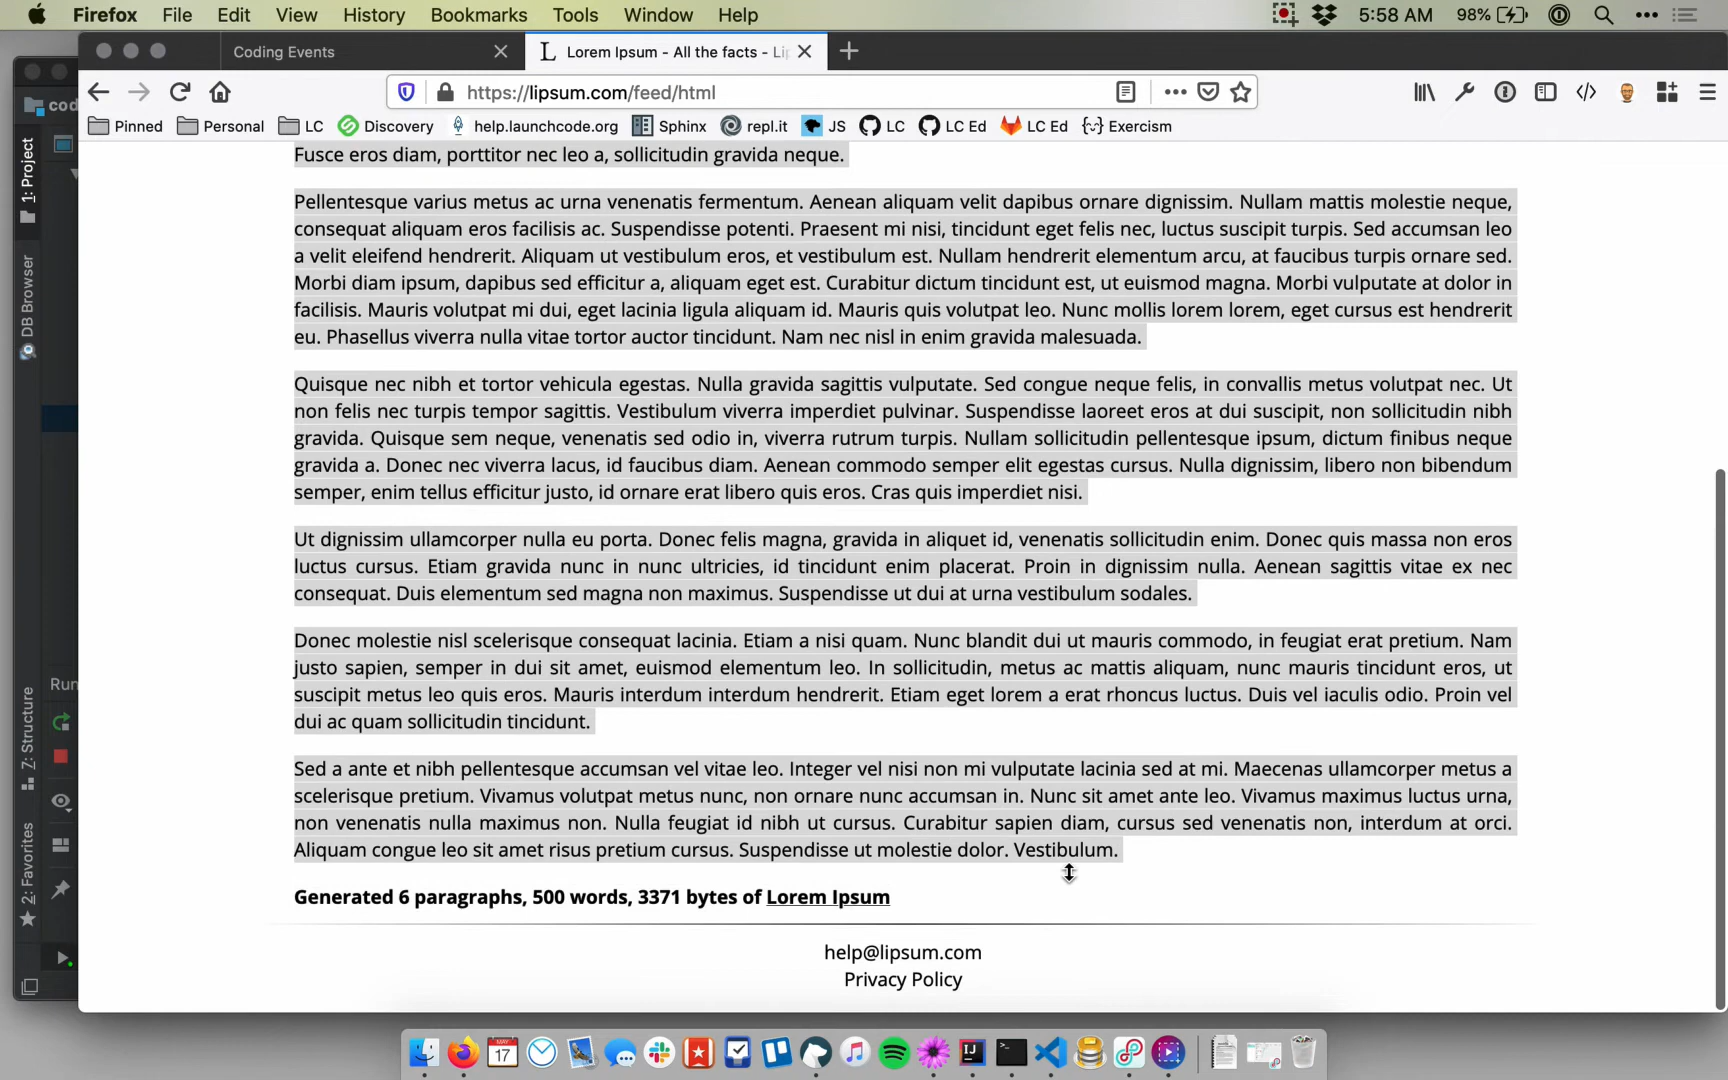 Firefox File Edit View History Bookmarks Tools Window Help 5:58 AM 98%
Coding Events
L Lorem Ipsum - All the facts - Li
https://lipsum.com/feed/html
Pinned Personal LC Discovery help.launchcode.org Sphinx repl.it JS LC LC Ed LC Ed Exercism
cod
1: Project
DB Browser
Run
7: Structure
2: Favorites
Fusce eros diam, porttitor nec leo a, sollicitudin gravida neque.
Pellentesque varius metus ac urna venenatis fermentum. Aenean aliquam velit dapibus ornare dignissim. Nullam mattis molestie neque,
consequat aliquam eros facilisis ac. Suspendisse potenti. Praesent mi nisi, tincidunt eget felis nec, luctus suscipit turpis. Sed accumsan leo
a velit eleifend hendrerit. Aliquam ut vestibulum eros, et vestibulum est. Nullam hendrerit elementum arcu, at faucibus turpis ornare sed.
Morbi diam ipsum, dapibus sed efficitur a, aliquam eget est. Curabitur dictum tincidunt est, ut euismod magna. Morbi vulputate at dolor in
facilisis. Mauris volutpat mi dui, eget lacinia ligula aliquam id. Mauris quis volutpat leo. Nunc mollis lorem lorem, eget cursus est hendrerit
eu. Phasellus viverra nulla vitae tortor auctor tincidunt. Nam nec nisl in enim gravida malesuada.
Quisque nec nibh et tortor vehicula egestas. Nulla gravida sagittis vulputate. Sed congue neque felis, in convallis metus volutpat nec. Ut
non felis nec turpis tempor sagittis. Vestibulum viverra imperdiet pulvinar. Suspendisse laoreet eros at dui suscipit, non sollicitudin nibh
gravida. Quisque sem neque, venenatis sed odio in, viverra rutrum turpis. Nullam sollicitudin pellentesque ipsum, dictum finibus neque
gravida a. Donec nec viverra lacus, id faucibus diam. Aenean commodo semper elit egestas cursus. Nulla dignissim, libero non bibendum
semper, enim tellus efficitur justo, id ornare erat libero quis eros. Cras quis imperdiet nisi.
Ut dignissim ullamcorper nulla eu porta. Donec felis magna, gravida in aliquet id, venenatis sollicitudin enim. Donec quis massa non eros
luctus cursus. Etiam gravida nunc in nunc ultricies, id tincidunt enim placerat. Proin in dignissim nulla. Aenean sagittis vitae ex nec
consequat. Duis elementum sed magna non maximus. Suspendisse ut dui at urna vestibulum sodales.
Donec molestie nisl scelerisque consequat lacinia. Etiam a nisi quam. Nunc blandit dui ut mauris commodo, in feugiat erat pretium. Nam
justo sapien, semper in dui sit amet, euismod elementum leo. In sollicitudin, metus ac mattis aliquam, nunc mauris tincidunt eros, ut
suscipit metus leo quis eros. Mauris interdum interdum hendrerit. Etiam eget lorem a erat rhoncus luctus. Duis vel iaculis odio. Proin vel
dui ac quam sollicitudin tincidunt.
Sed a ante et nibh pellentesque accumsan vel vitae leo. Integer vel nisi non mi vulputate lacinia sed at mi. Maecenas ullamcorper metus a
scelerisque pretium. Vivamus volutpat metus nunc, non ornare nunc accumsan in. Nunc sit amet ante leo. Vivamus maximus luctus urna,
non venenatis nulla maximus non. Nulla feugiat id nibh ut cursus. Curabitur sapien diam, cursus sed venenatis non, interdum at orci.
Aliquam congue leo sit amet risus pretium cursus. Suspendisse ut molestie dolor. Vestibulum.
Generated 6 paragraphs, 500 words, 3371 bytes of Lorem Ipsum
help@lipsum.com
Privacy Policy
MAY
17
IJ